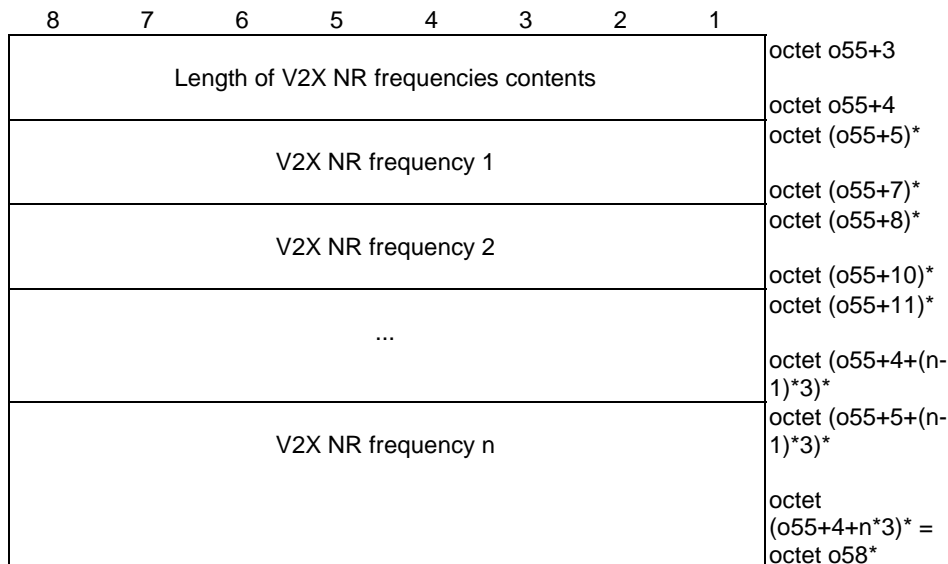 8 7 6 5 4 3 2 1
Length of V2X NR frequencies contents
octet o55+3
octet o55+4
V2X NR frequency 1
octet (o55+5)*
octet (o55+7)*
V2X NR frequency 2
octet (o55+8)*
octet (o55+10)*
...
octet (o55+11)*
octet (o55+4+(n-
1)*3)*
V2X NR frequency n
octet (o55+5+(n-
1)*3)*
octet
(o55+4+n*3)* =
octet o58*